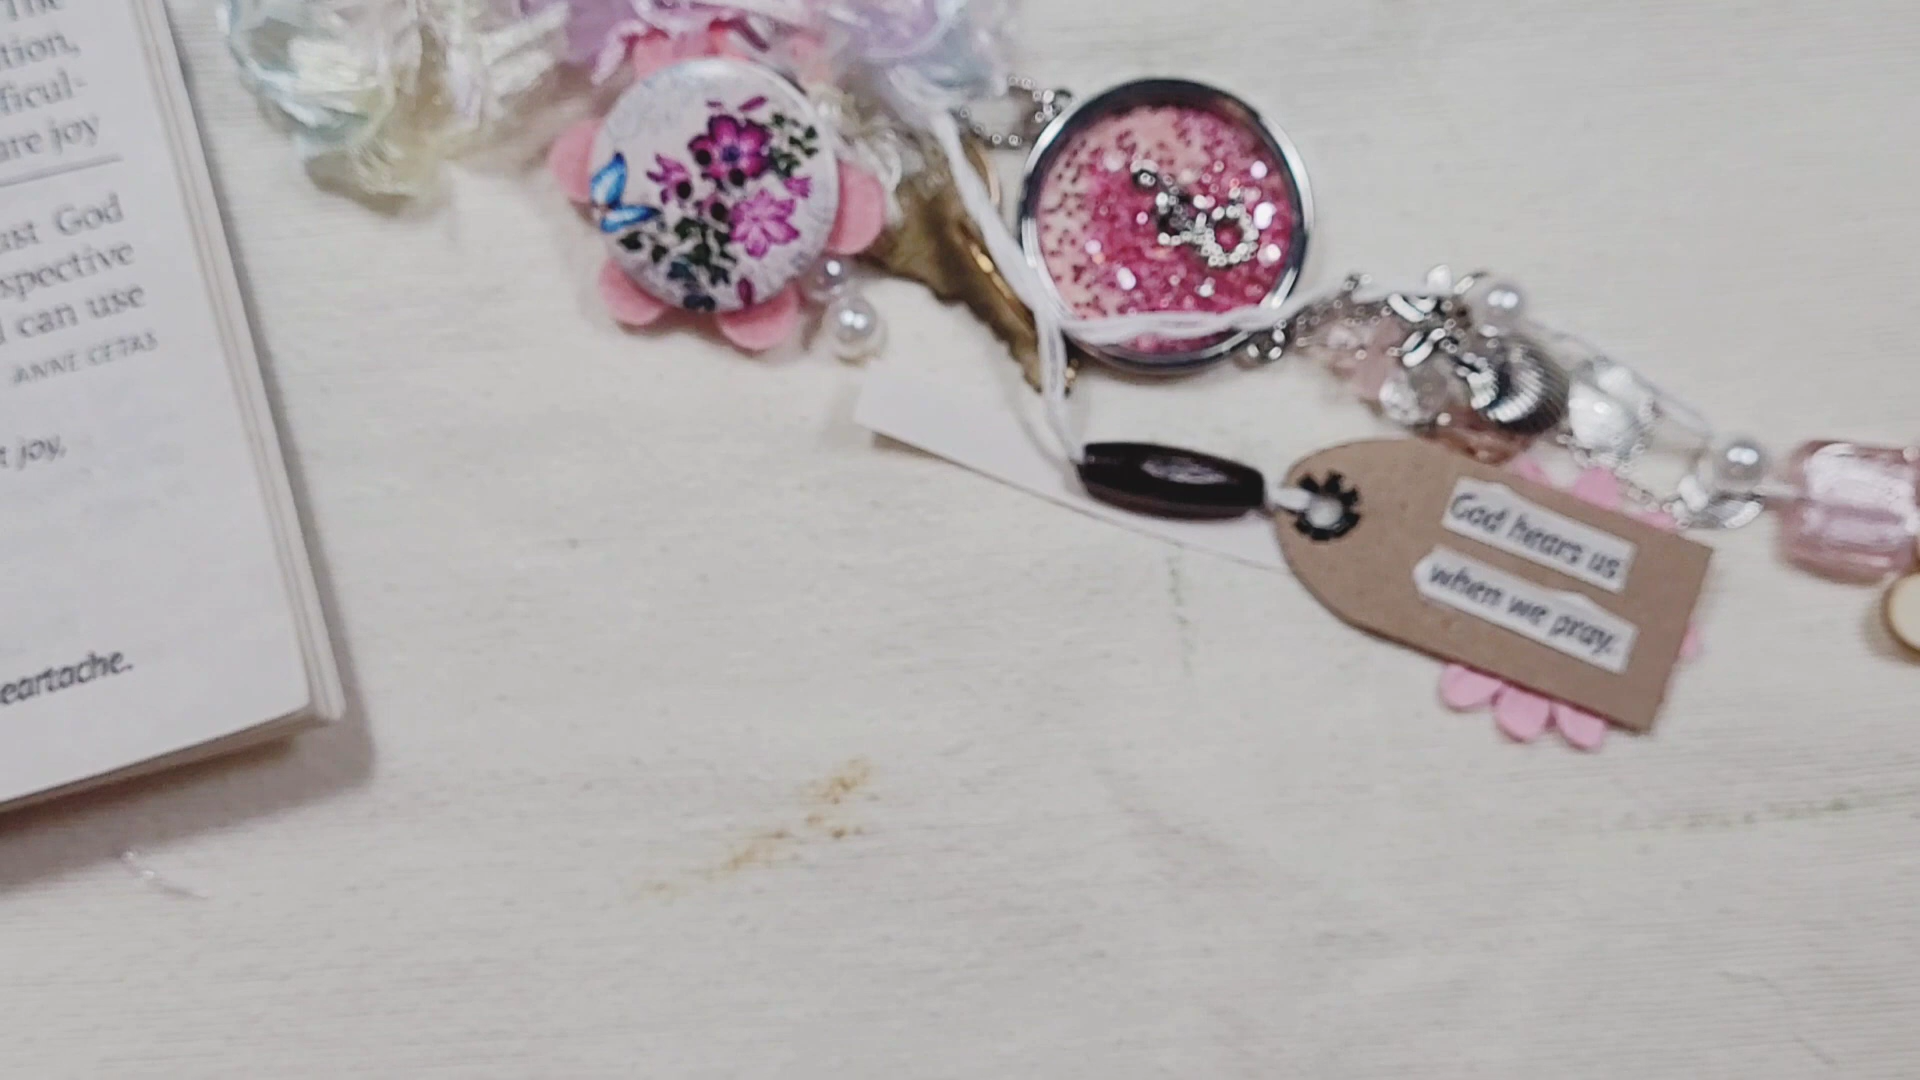 The
tion,
ficul-
are joy
ust God
spective
d can use
ANNE CETAS
t joy,
eartache.
God hears us
when we pray.